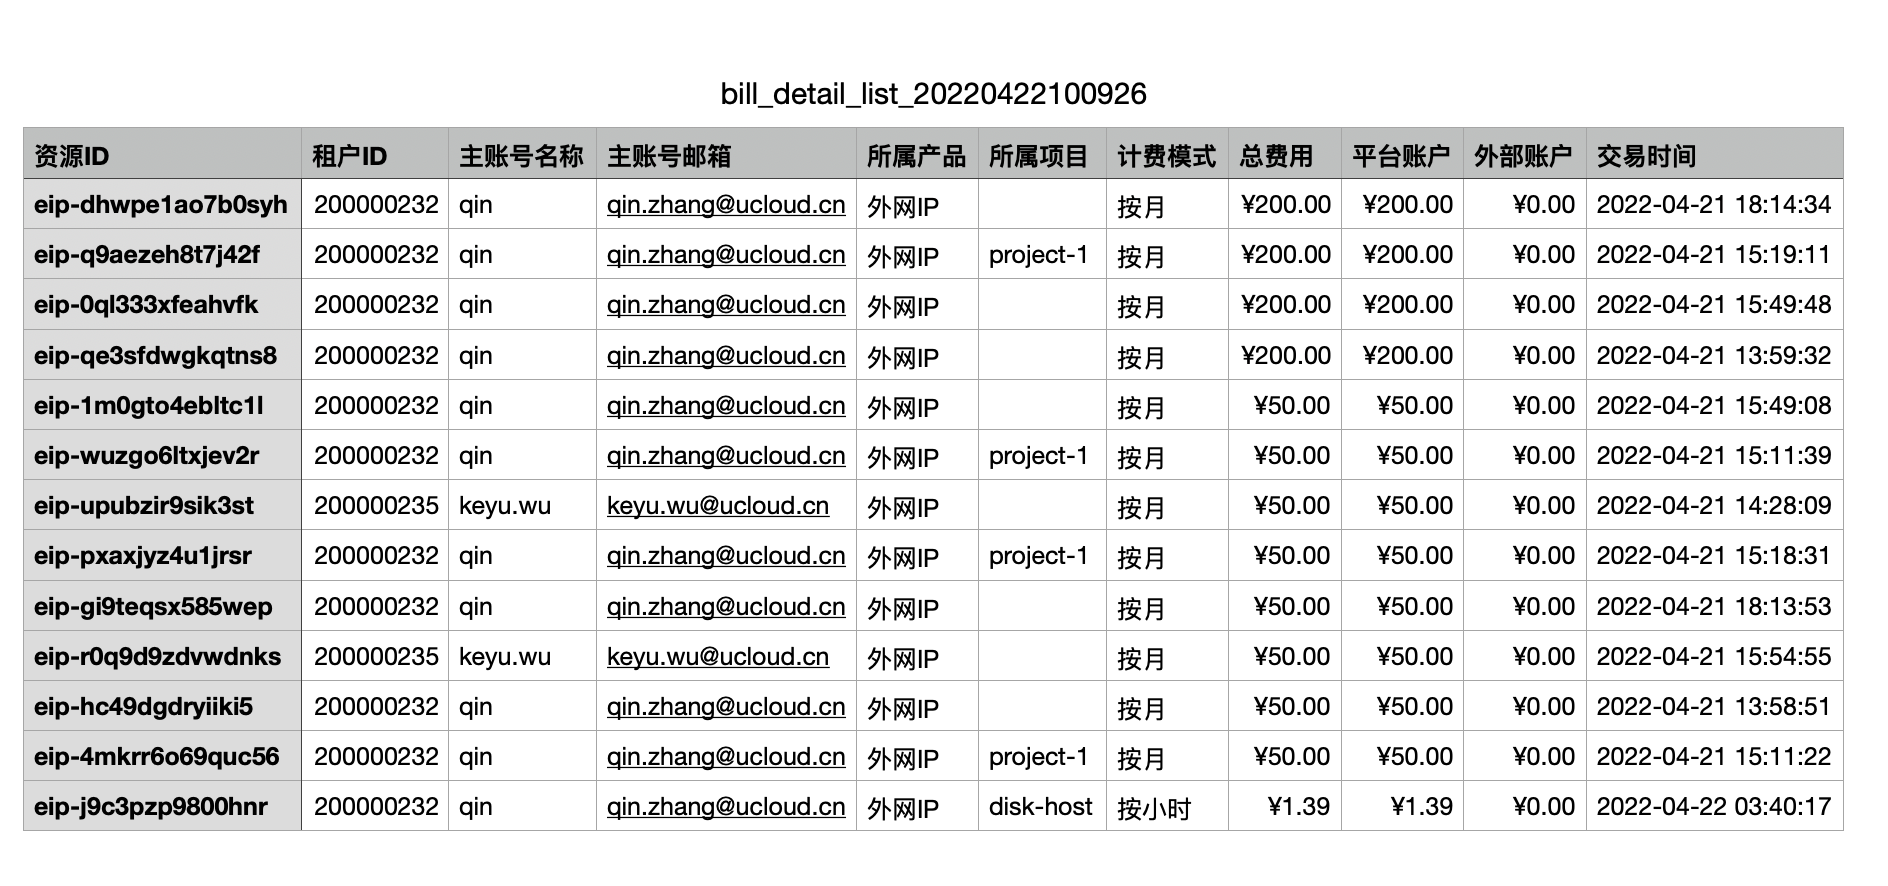 bill_detail_list_20220422100926
资源ID 租户ID 主账号名称 主账号邮箱 所属产品 所属项目 计费模式 总费用 平台账户 外部账户 交易时间
eip-dhwpe1ao7b0syh 200000232 qin qin.zhang@ucloud.cn 外网IP 按月 ¥200.00 ¥200.00 ¥0.00 2022-04-21 18:14:34
eip-q9aezeh8t7j42f 200000232 qin qin.zhang@ucloud.cn 外网IP project-1 按月 ¥200.00 ¥200.00 ¥0.00 2022-04-21 15:19:11
eip-0ql333xfeahvfk 200000232 qin qin.zhang@ucloud.cn 外网IP 按月 ¥200.00 ¥200.00 ¥0.00 2022-04-21 15:49:48
eip-qe3sfdwgkqtns8 200000232 qin qin.zhang@ucloud.cn 外网IP 按月 ¥200.00 ¥200.00 ¥0.00 2022-04-21 13:59:32
eip-1m0gto4ebltc1l 200000232 qin qin.zhang@ucloud.cn 外网IP 按月 ¥50.00 ¥50.00 ¥0.00 2022-04-21 15:49:08
eip-wuzgo6ltxjev2r 200000232 qin qin.zhang@ucloud.cn 外网IP project-1 按月 ¥50.00 ¥50.00 ¥0.00 2022-04-21 15:11:39
eip-upubzir9sik3st 200000235 keyu.wu keyu.wu@ucloud.cn 外网IP 按月 ¥50.00 ¥50.00 ¥0.00 2022-04-21 14:28:09
eip-pxaxjyz4u1jrsr 200000232 qin qin.zhang@ucloud.cn 外网IP project-1 按月 ¥50.00 ¥50.00 ¥0.00 2022-04-21 15:18:31
eip-gi9teqsx585wep 200000232 qin qin.zhang@ucloud.cn 外网IP 按月 ¥50.00 ¥50.00 ¥0.00 2022-04-21 18:13:53
eip-r0q9d9zdvwdnks 200000235 keyu.wu keyu.wu@ucloud.cn 外网IP 按月 ¥50.00 ¥50.00 ¥0.00 2022-04-21 15:54:55
eip-hc49dgdryiiki5 200000232 qin qin.zhang@ucloud.cn 外网IP 按月 ¥50.00 ¥50.00 ¥0.00 2022-04-21 13:58:51
eip-4mkrr6o69quc56 200000232 qin qin.zhang@ucloud.cn 外网IP project-1 按月 ¥50.00 ¥50.00 ¥0.00 2022-04-21 15:11:22
eip-j9c3pzp9800hnr 200000232 qin qin.zhang@ucloud.cn 外网IP disk-host 按小时 ¥1.39 ¥1.39 ¥0.00 2022-04-22 03:40:17